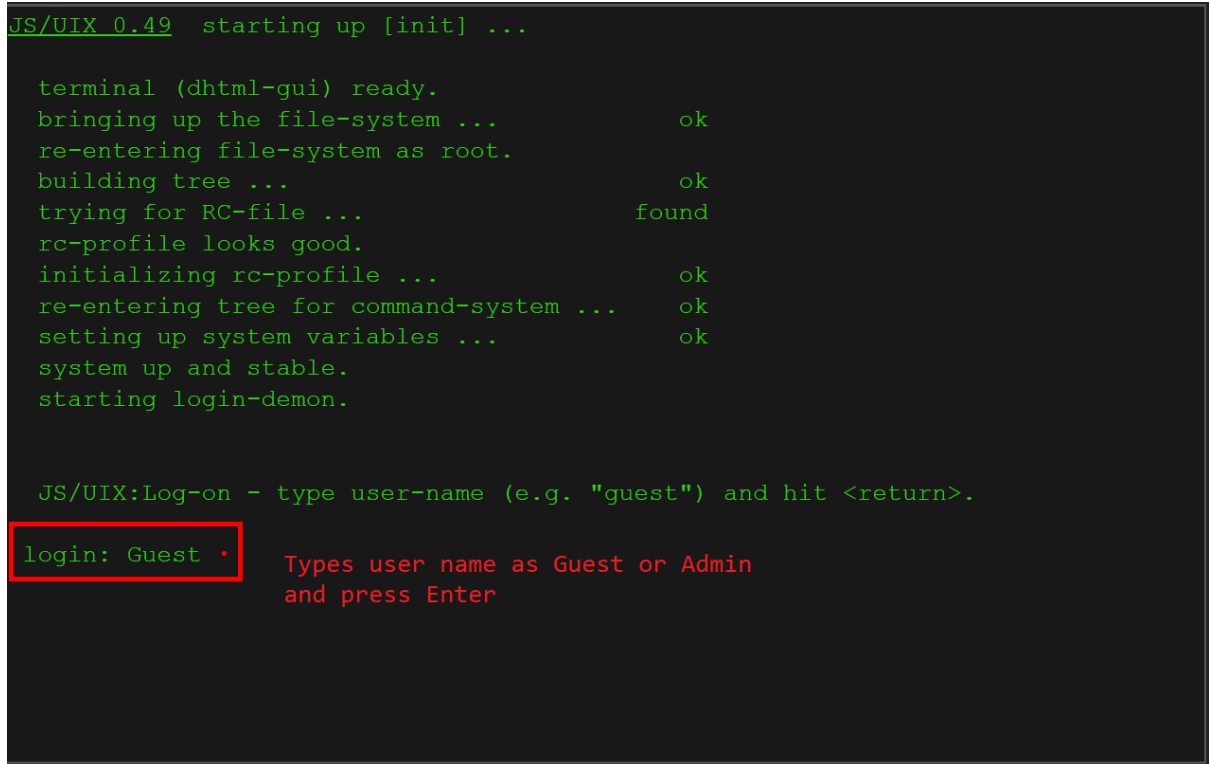 JS/UIX 0.49 starting up [init] ...
terminal (dhtml-gui) ready.
bringing up the file-system ... ok
re-entering file-system as root.
building tree ... ok
trying for RC-file ... found
rc-profile looks good.
initializing rc-profile ... ok
re-entering tree for command-system ... ok
setting up system variables ... ok
system up and stable.
starting login-demon.
JS/UIX:Log-on - type user-name (e.g. "guest") and hit <return>.
login: Guest
Types user name as Guest or Admin
and press Enter